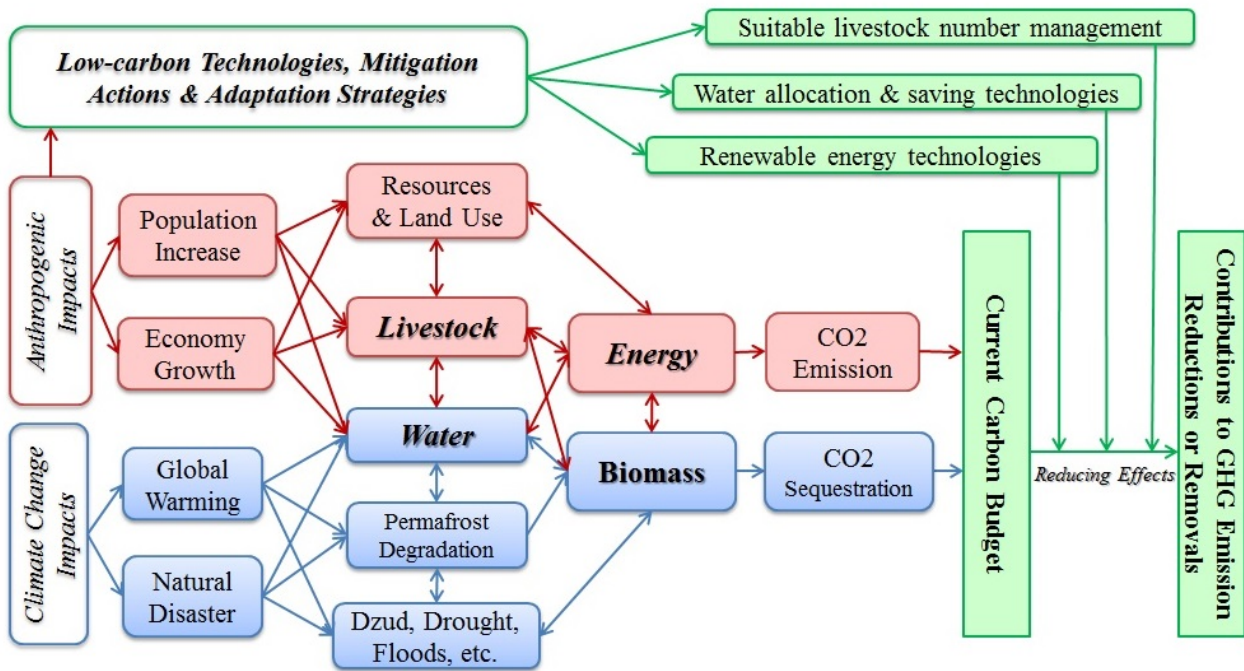 Suitable livestock number management
Low-carbon Technologies, Mitigation
Actions & Adaptation Strategies
Water allocation & saving technologies
Renewable energy technologies
Anthropogenic
Impacts
Population
Increase
Economy
Growth
Resources
& Land Use
Livestock
Energy
CO2
Emission
Water
Climate Change
Impacts
Global
Warming
Natural
Disaster
Permafrost
Degradation
Dzud, Drought,
Floods, etc.
Biomass
CO2
Sequestration
Current Carbon Budget
Reducing Effects
Contributions to GHG Emission
Reductions or Removals